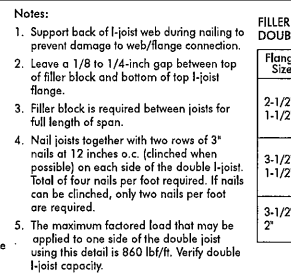 Notes:
1. Support back of I-joist web during nailing to
prevent damage to web/flange connection.
2. Leave a 1/8 to 1/4-inch gap between top
of filler block and bottom of top I-joist
flange.
3. Filler block is required between joists for
full length of span.
4. Nail joists together with two rows of 3"
nails at 12 inches o.c. (clinched when
possible) on each side of the double I-joist.
Total of four nails per foot required. If nails
can be clinched, only two nails per foot
are required.
5. The maximum factored load that may be
applied to one side of the double joist
using this detail is 860 lbf/ft. Verify double
I-joist capacity.
e
FILLER
DOUB
Flang
Size
2-1/2
1-1/2
3-1/2
1-1/2
3-1/2
2"